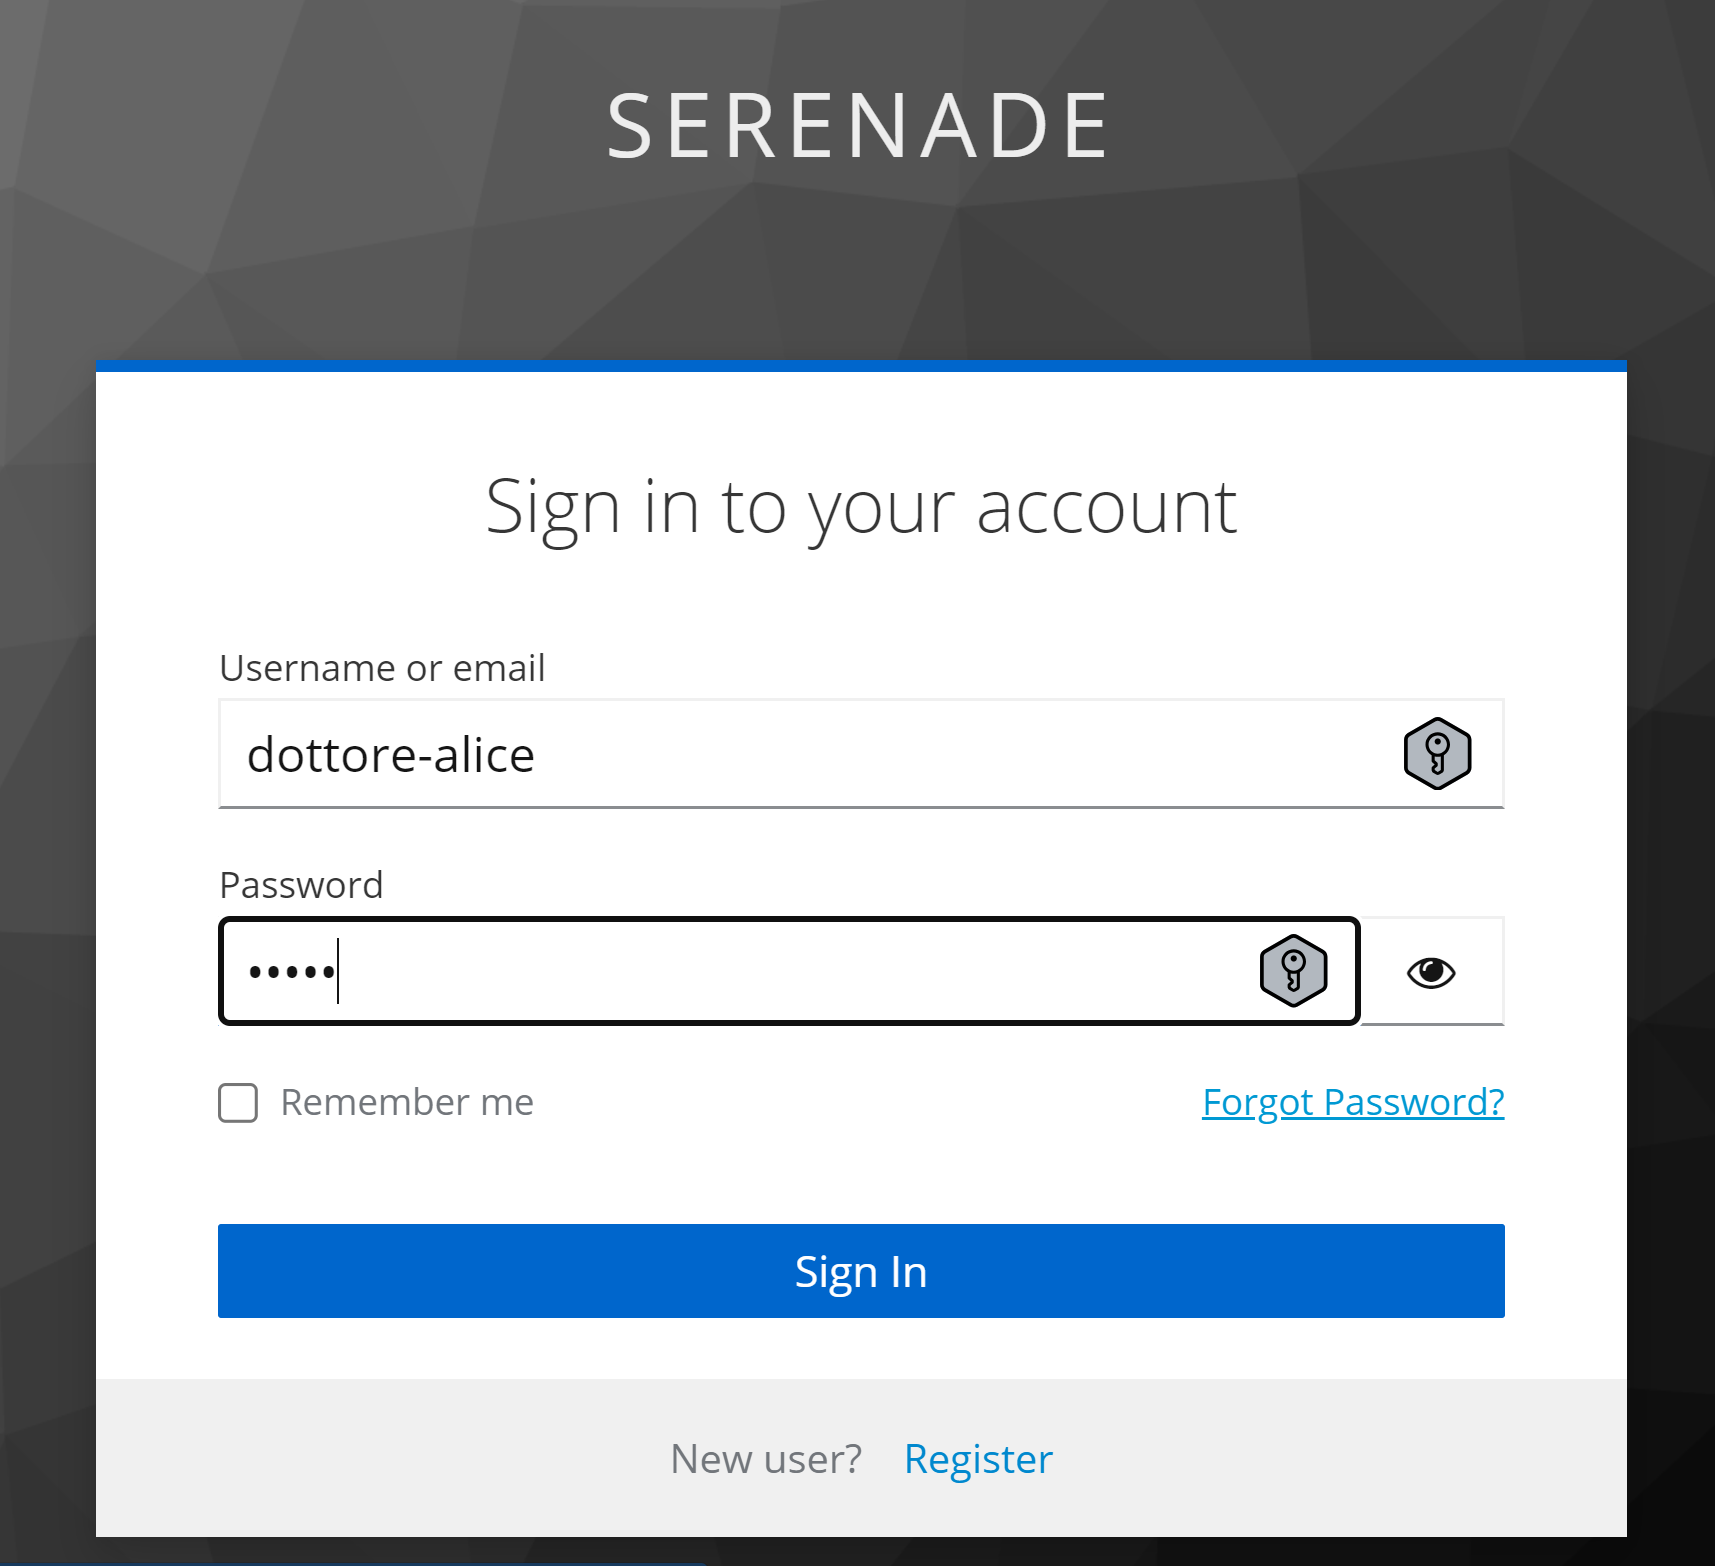 SERENADE
Sign in to your account
Username or email
dottore-alice
Password
•••••
Remember me
Forgot Password?
Sign In
New user? Register